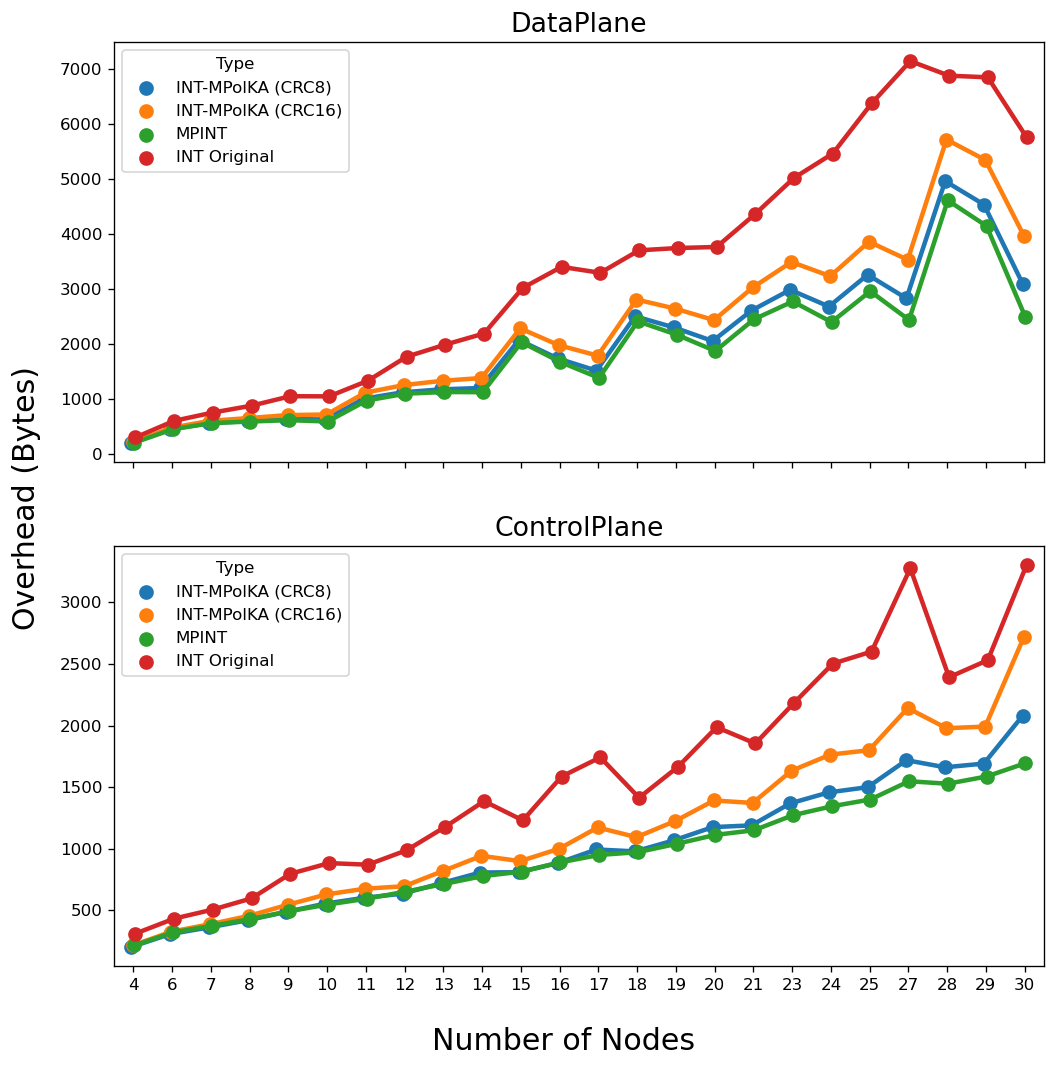 DataPlane
7000
6000
5000
4000
3000
2000
1000
0
Type
INT-MPolKA (CRC8)
INT-MPolKA (CRC16)
MPINT
INT Original
Overhead (Bytes)
ControlPlane
3000
2500
2000
1500
1000
500
Type
INT-MPolKA (CRC8)
INT-MPolKA (CRC16)
MPINT
INT Original
4 6 7 8 9 10 11 12 13 14 15 16 17 18 19 20 21 23 24 25 27 28 29 30
Number of Nodes